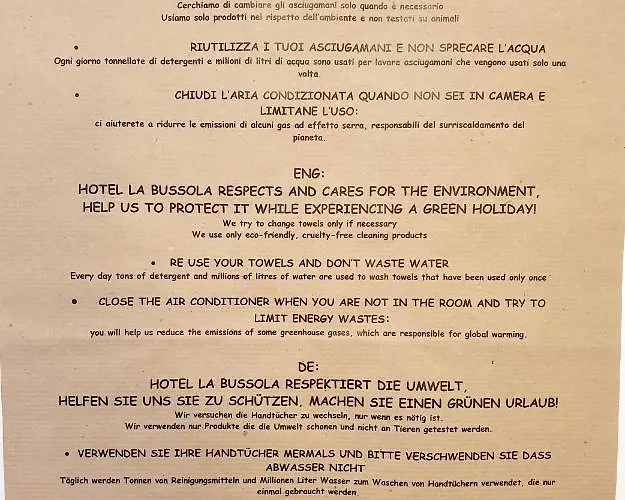 Cerchiamo di cambiare gli asciugamani solo quando è necessario
Usiamo solo prodotti nel rispetto dell'ambiente e non testati su animali
• RIUTILIZZA I TUOI ASCIUGAMANI E NON SPRECARE L'ACQUA
Ogni giorno tonnellate di detergenti e milioni di litri di acqua sono usati per lavare asciugamani che vengono usati solo una
volta.
• CHIUDI L'ARIA CONDIZIONATA QUANDO NON SEI IN CAMERA E
LIMITANE L'USO:
ci aiuterete a ridurre le emissioni di alcuni gas ad effetto serra, responsabili del surriscaldamento del
pianeta.
ENG:
HOTEL LA BUSSOLA RESPECTS AND CARES FOR THE ENVIRONMENT,
HELP US TO PROTECT IT WHILE EXPERIENCING A GREEN HOLIDAY!
We try to change towels only if necessary
We use only eco-friendly, cruelty-free cleaning products
• RE USE YOUR TOWELS AND DON'T WASTE WATER
Every day tons of detergent and millions of litres of water are used to wash towels that have been used only once
• CLOSE THE AIR CONDITIONER WHEN YOU ARE NOT IN THE ROOM AND TRY TO
LIMIT ENERGY WASTES:
you will help us reduce the emissions of some greenhouse gases, which are responsible for global warming.
DE:
HOTEL LA BUSSOLA RESPEKTIERT DIE UMWELT,
HELFEN SIE UNS SIE ZU SCHÜTZEN, MACHEN SIE EINEN GRÜNEN URLAUB!
Wir versuchen die Handtücher zu wechseln, nur wenn es nötig ist.
Wir verwenden nur Produkte die die Umwelt schonen und nicht an Tieren getestet werden.
• VERWENDEN SIE IHRE HANDTÜCHER MERMALS UND BITTE VERSCHWENDEN SIE DASS
ABWASSER NICHT
Täglich werden Tonnen von Reinigungsmitteln und Millionen Liter Wasser zum Waschen von Handtüchern verwendet, die nur
einmal gebraucht werden